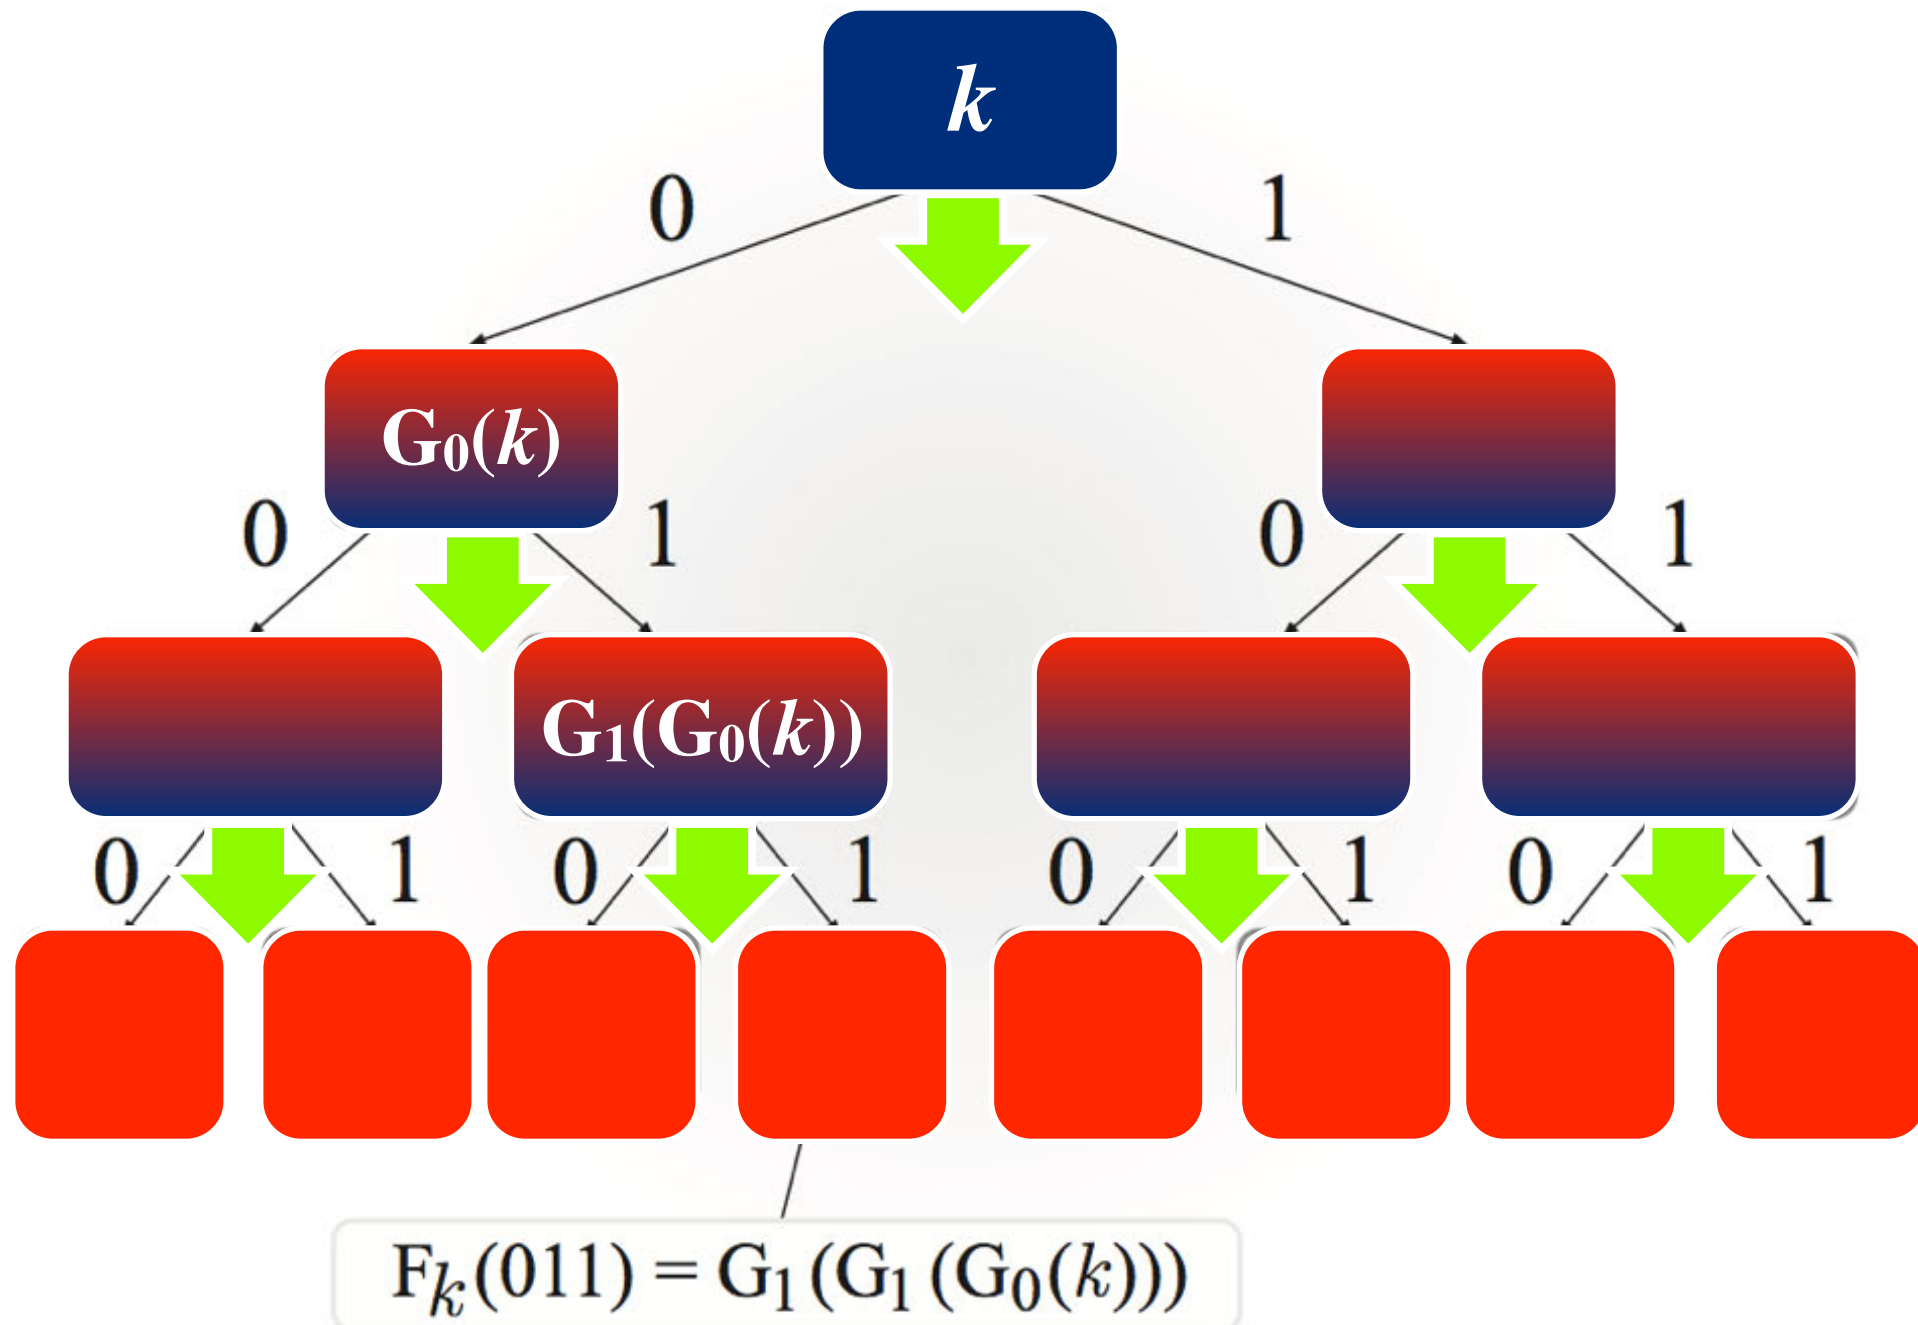 k
0 1
G₀(k)
0 1 0 1
G₁(G₀(k))
0 1 0 1 0 1 0 1
Fₖ(011) = G₁(G₁(G₀(k)))